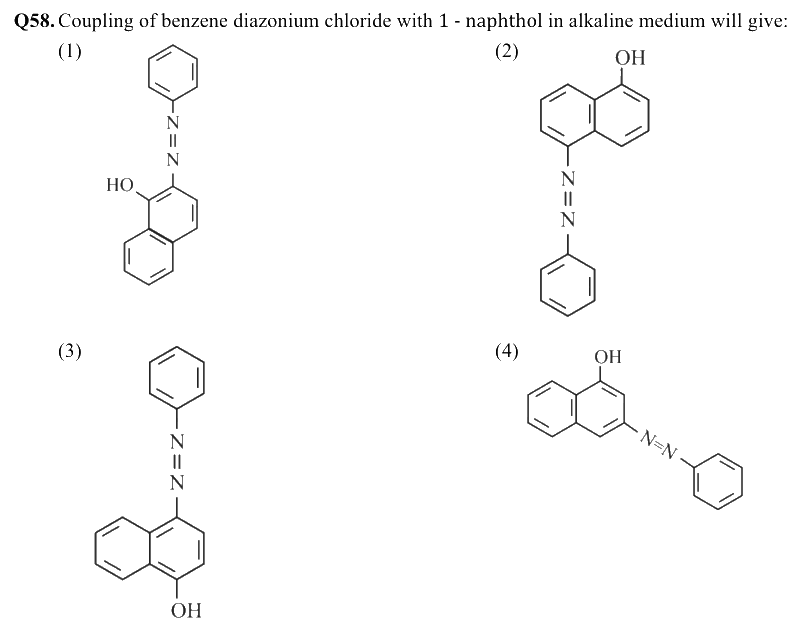 Q58. Coupling of benzene diazonium chloride with 1 - naphthol in alkaline medium will give:
(1)
(2)
OH
N
=
N
HO
N
=
N
(3)
(4)
OH
N=N
N
=
N
OH